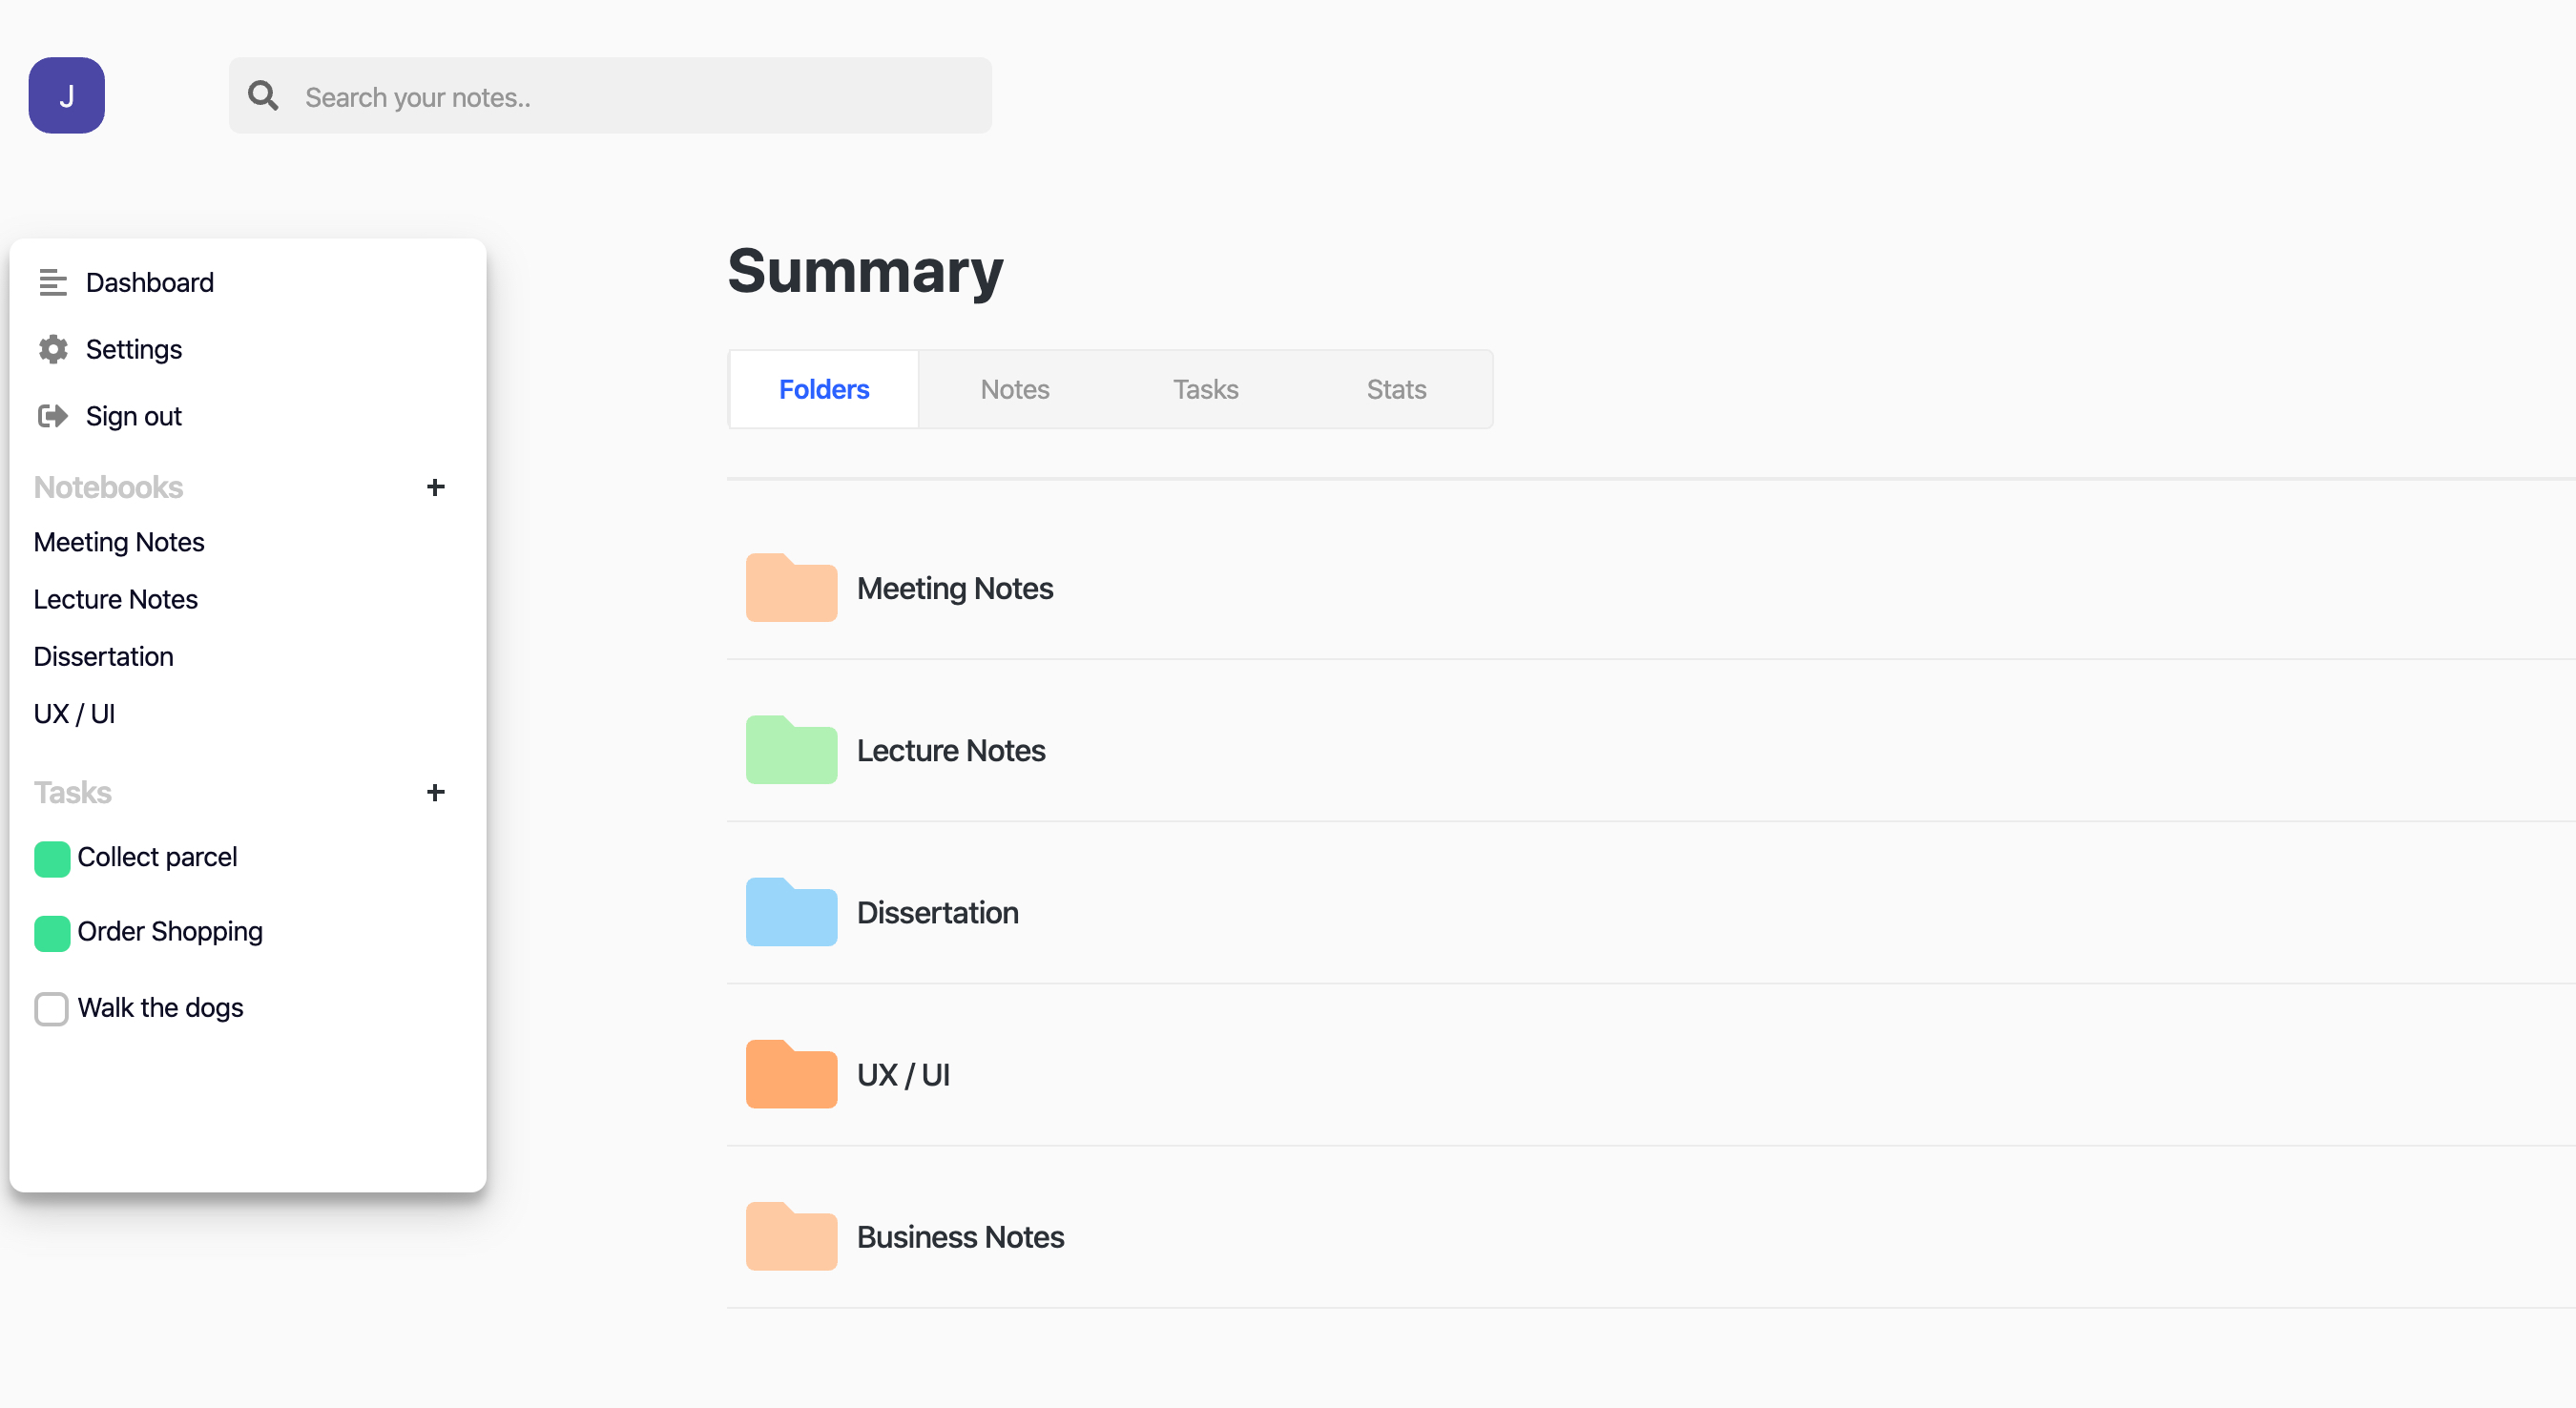 J
Search your notes..
Dashboard
Settings
Sign out
Notebooks +
Meeting Notes
Lecture Notes
Dissertation
UX / UI
Tasks +
Collect parcel
Order Shopping
Walk the dogs
Summary
Folders Notes Tasks Stats
Meeting Notes
Lecture Notes
Dissertation
UX / UI
Business Notes